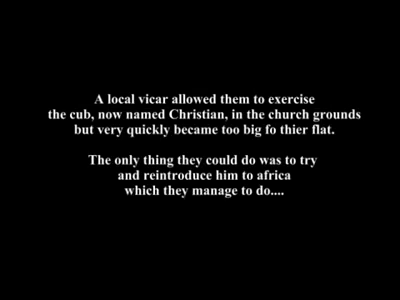 A local vicar allowed them to exercise
the cub, now named Christian, in the church grounds
but very quickly became too big fo thier flat.
The only thing they could do was to try
and reintroduce him to africa
which they manage to do....